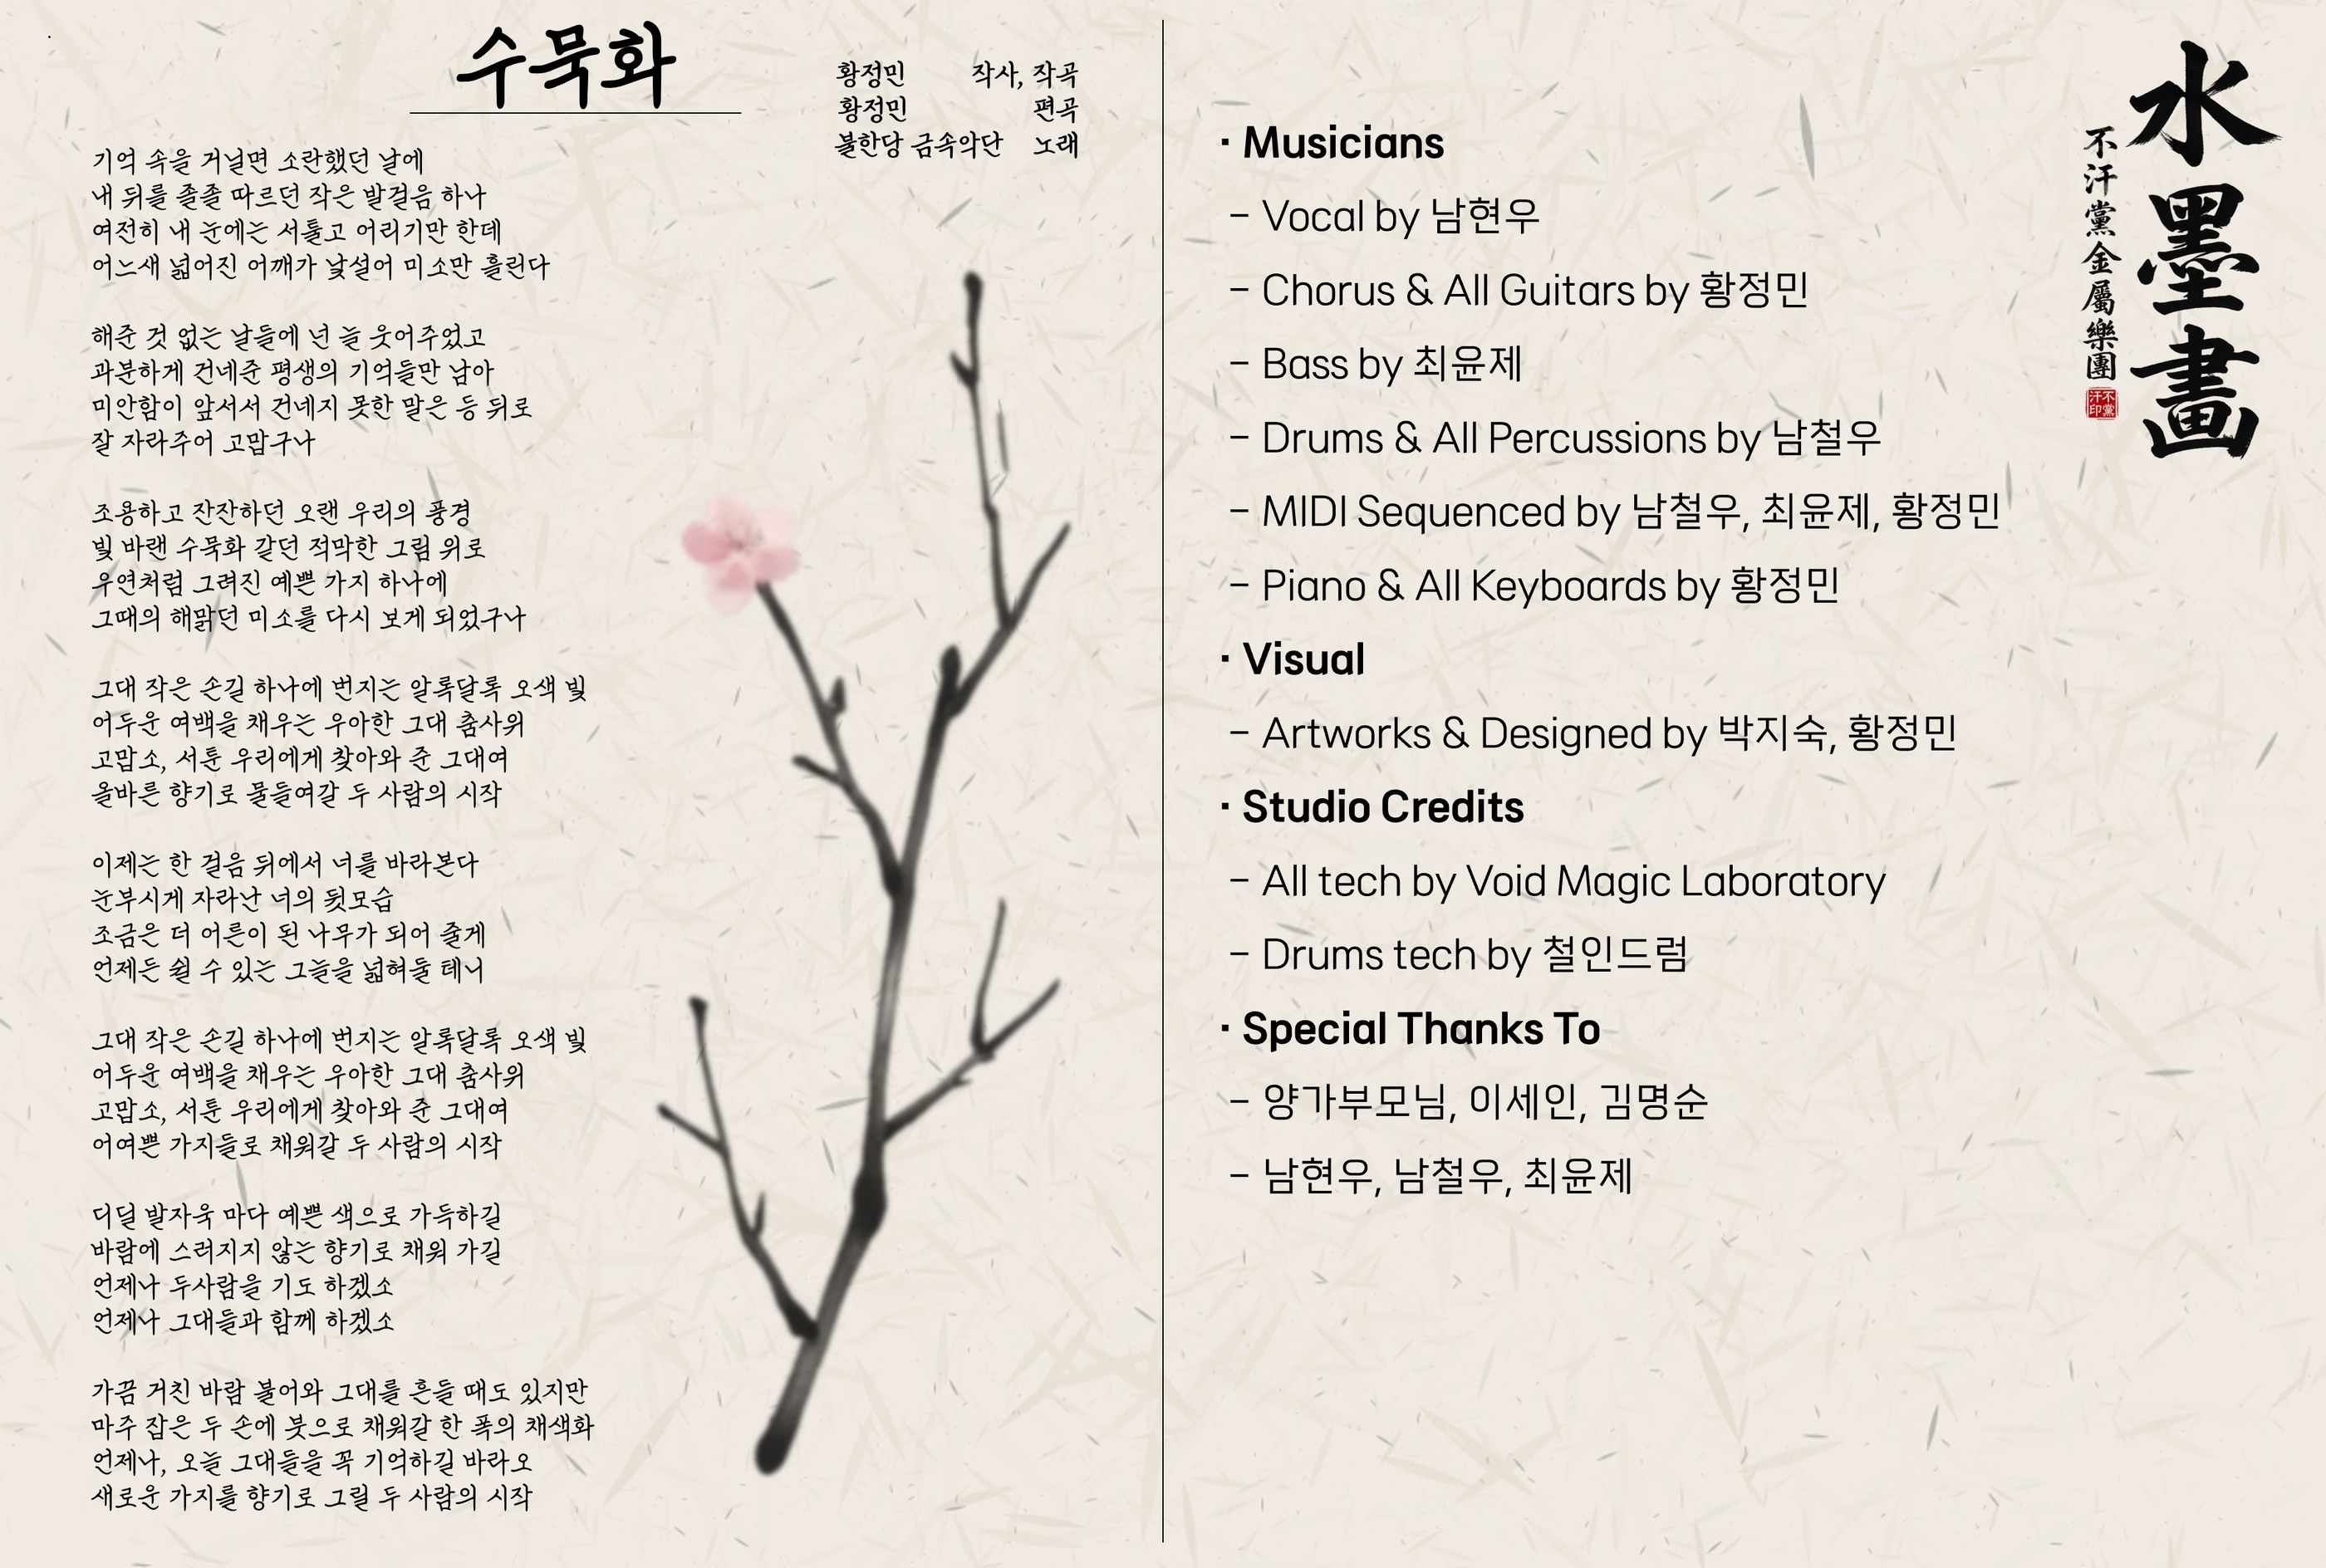 수묵화
황정민 작사, 작곡
황정민 편곡
불한당 금속악단 노래
기억 속을 거닐면 소란했던 날에
내 뒤를 졸졸 따르던 작은 발걸음 하나
여전히 내 눈에는 서툴고 어리기만 한데
어느새 넓어진 어깨가 낯설어 미소만 흘린다
해준 것 없는 날들에 넌 늘 웃어주었고
과분하게 건네준 평생의 기억들만 남아
미안함이 앞서서 건네지 못한 말은 등 뒤로
잘 자라주어 고맙구나
조용하고 잔잔하던 오랜 우리의 풍경
빛 바랜 수묵화 같던 적막한 그림 위로
우연처럼 그려진 예쁜 가지 하나에
그때의 해맑던 미소를 다시 보게 되었구나
그대 작은 손길 하나에 번지는 알록달록 오색 빛
어두운 여백을 채우는 우아한 그대 춤사위
고맙소, 서툰 우리에게 찾아와 준 그대여
올바른 향기로 물들여갈 두 사람의 시작
이제는 한 걸음 뒤에서 너를 바라본다
눈부시게 자라난 너의 뒷모습
조금은 더 어른이 된 나무가 되어 줄게
언제든 쉴 수 있는 그늘을 넓혀둘 테니
그대 작은 손길 하나에 번지는 알록달록 오색 빛
어두운 여백을 채우는 우아한 그대 춤사위
고맙소, 서툰 우리에게 찾아와 준 그대여
어여쁜 가지들로 채워갈 두 사람의 시작
디딜 발자욱 마다 예쁜 색으로 가득하길
바람에 스러지지 않는 향기로 채워 가길
언제나 두사람을 기도 하겠소
언제나 그대들과 함께 하겠소
가끔 거친 바람 불어와 그대를 흔들 때도 있지만
마주 잡은 두 손에 붓으로 채워갈 한 폭의 채색화
언제나, 오늘 그대들을 꼭 기억하길 바라오
새로운 가지를 향기로 그릴 두 사람의 시작
· Musicians
– Vocal by 남현우
– Chorus & All Guitars by 황정민
– Bass by 최윤제
– Drums & All Percussions by 남철우
– MIDI Sequenced by 남철우, 최윤제, 황정민
– Piano & All Keyboards by 황정민
· Visual
– Artworks & Designed by 박지숙, 황정민
· Studio Credits
– All tech by Void Magic Laboratory
– Drums tech by 철인드럼
· Special Thanks To
– 양가부모님, 이세인, 김명순
– 남현우, 남철우, 최윤제
水墨畫
不汗黨金屬樂團
不黨
汗印